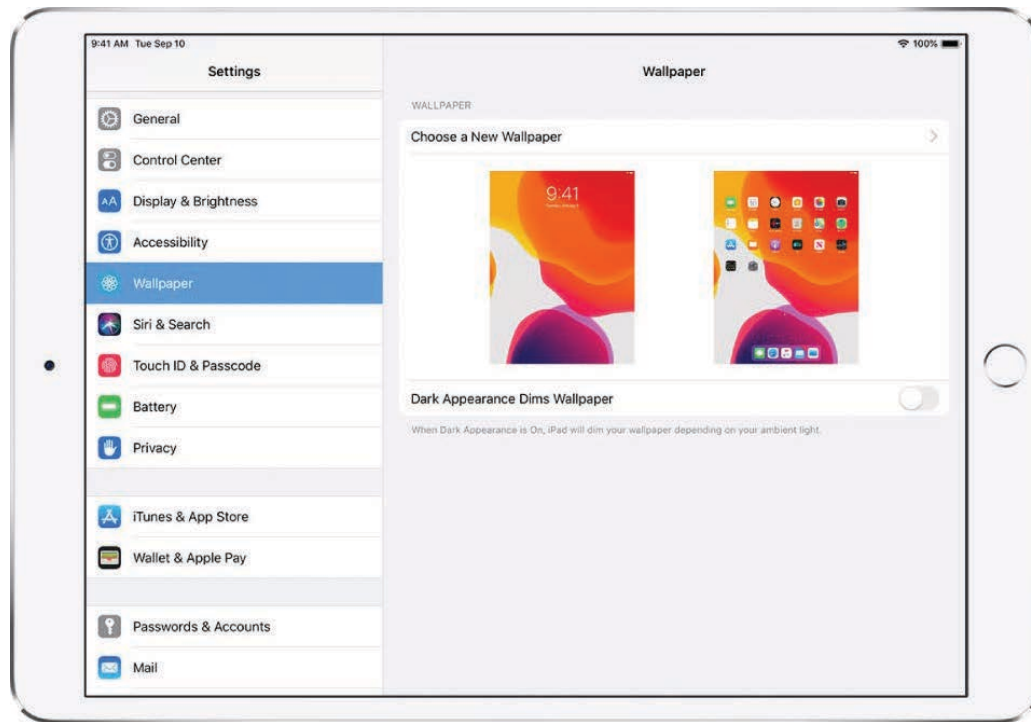 9:41 AM Tue Sep 10
100%
Settings
General
Control Center
Display & Brightness
AA
Accessibility
Wallpaper
Siri & Search
Touch ID & Passcode
Battery
Privacy
iTunes & App Store
Wallet & Apple Pay
Passwords & Accounts
Mail
Wallpaper
WALLPAPER
Choose a New Wallpaper
9:41
Dark Appearance Dims Wallpaper
When Dark Appearance is On, iPad will dim your wallpaper depending on your ambient light.